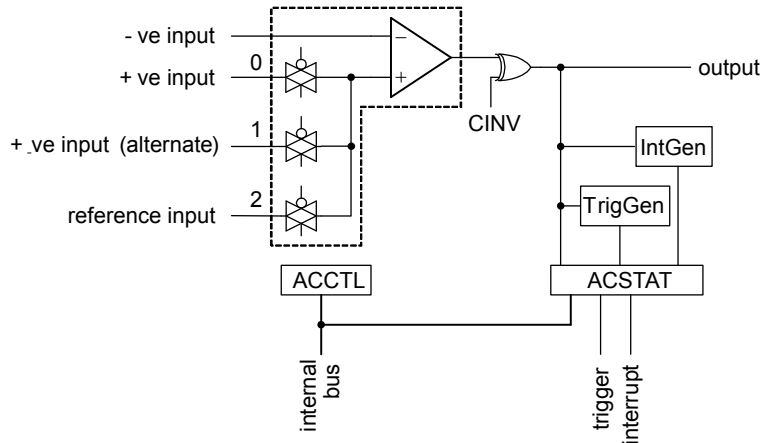 - ve input
+ ve input
0
+ -ve input (alternate)
1
reference input
2
−
+
CINV
output
IntGen
TrigGen
ACCTL
ACSTAT
internal
bus
trigger
interrupt